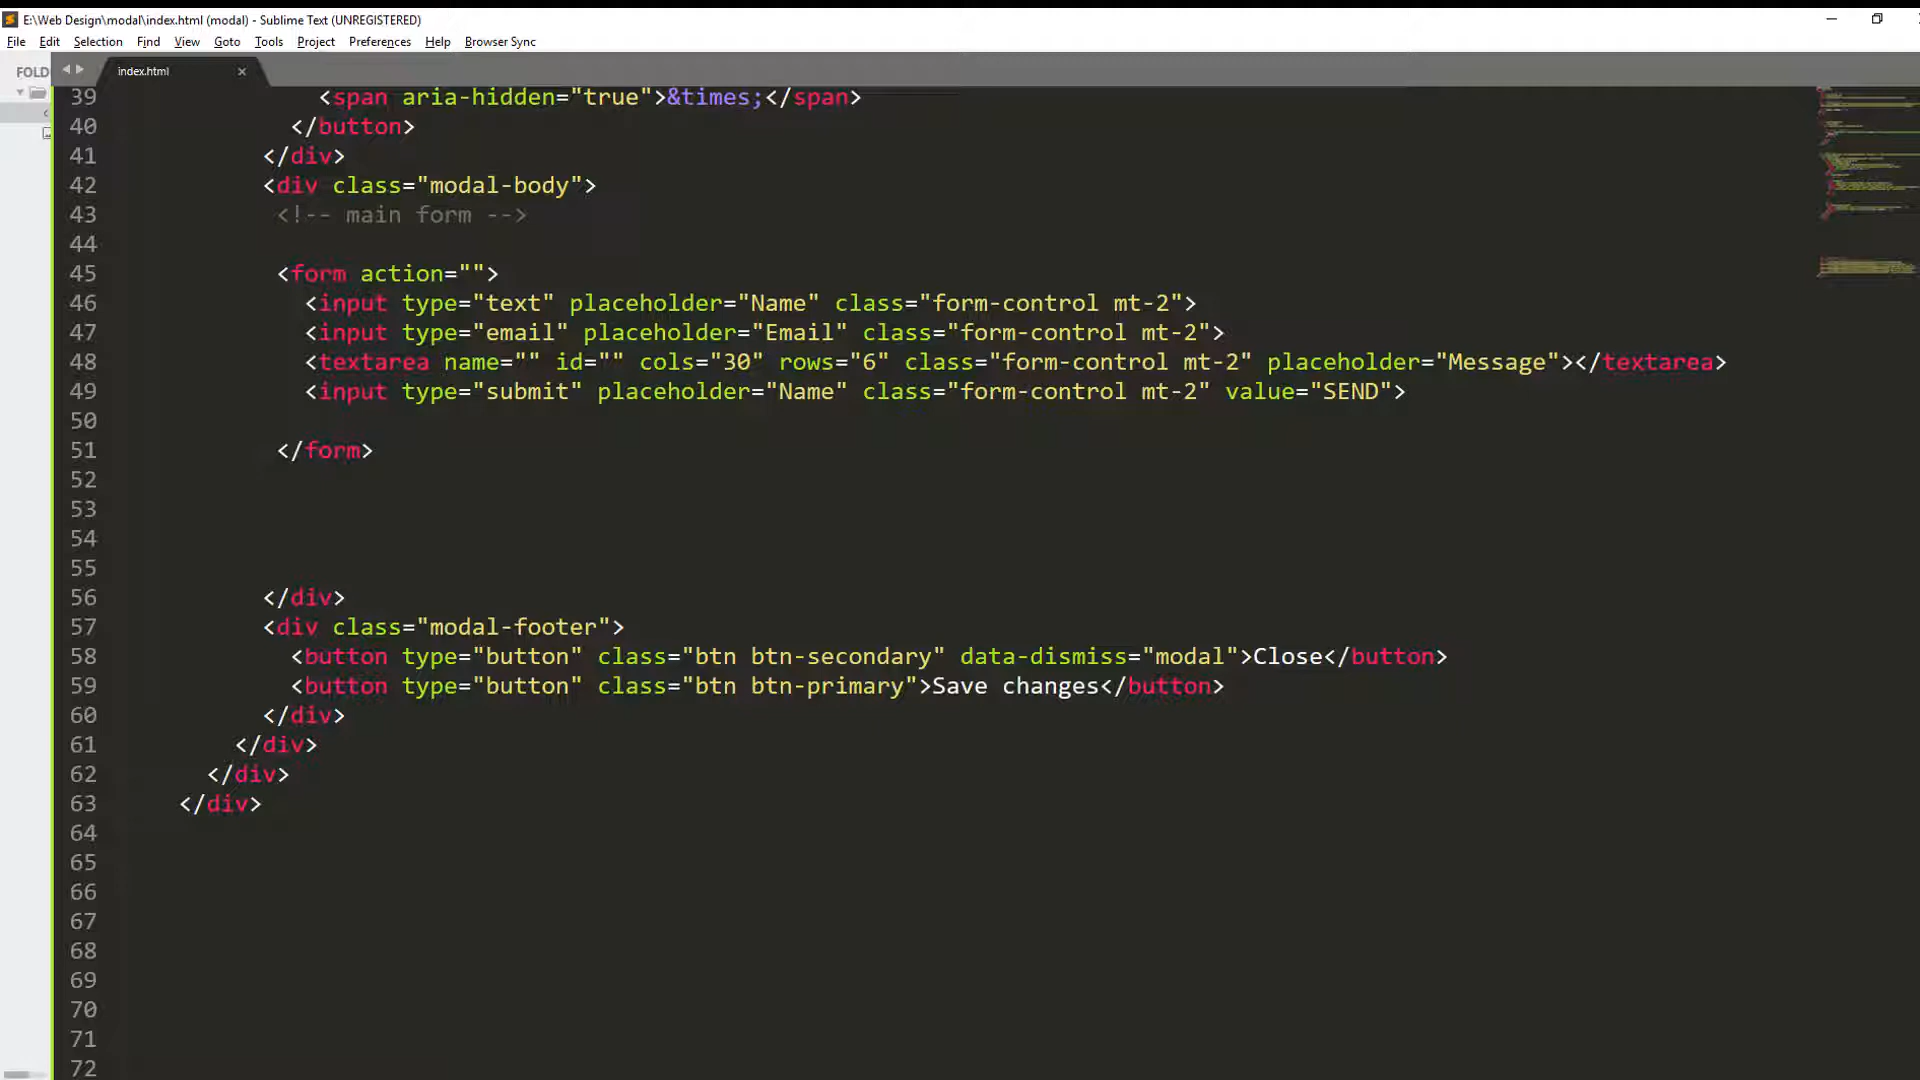 E:\Web Design\modal\index.html (modal) - Sublime Text (UNREGISTERED)
File Edit Selection Find View Goto Tools Project Preferences Help Browser Sync
FOLD
index.html
39 <span aria-hidden="true">&times;</span>
40 </button>
41 </div>
42 <div class="modal-body">
43 <!-- main form -->
44
45 <form action="">
46 <input type="text" placeholder="Name" class="form-control mt-2">
47 <input type="email" placeholder="Email" class="form-control mt-2">
48 <textarea name="" id="" cols="30" rows="6" class="form-control mt-2" placeholder="Message"></textarea>
49 <input type="submit" placeholder="Name" class="form-control mt-2" value="SEND">
50
51 </form>
52
53
54
55
56 </div>
57 <div class="modal-footer">
58 <button type="button" class="btn btn-secondary" data-dismiss="modal">Close</button>
59 <button type="button" class="btn btn-primary">Save changes</button>
60 </div>
61 </div>
62 </div>
63 </div>
64
65
66
67
68
69
70
71
72